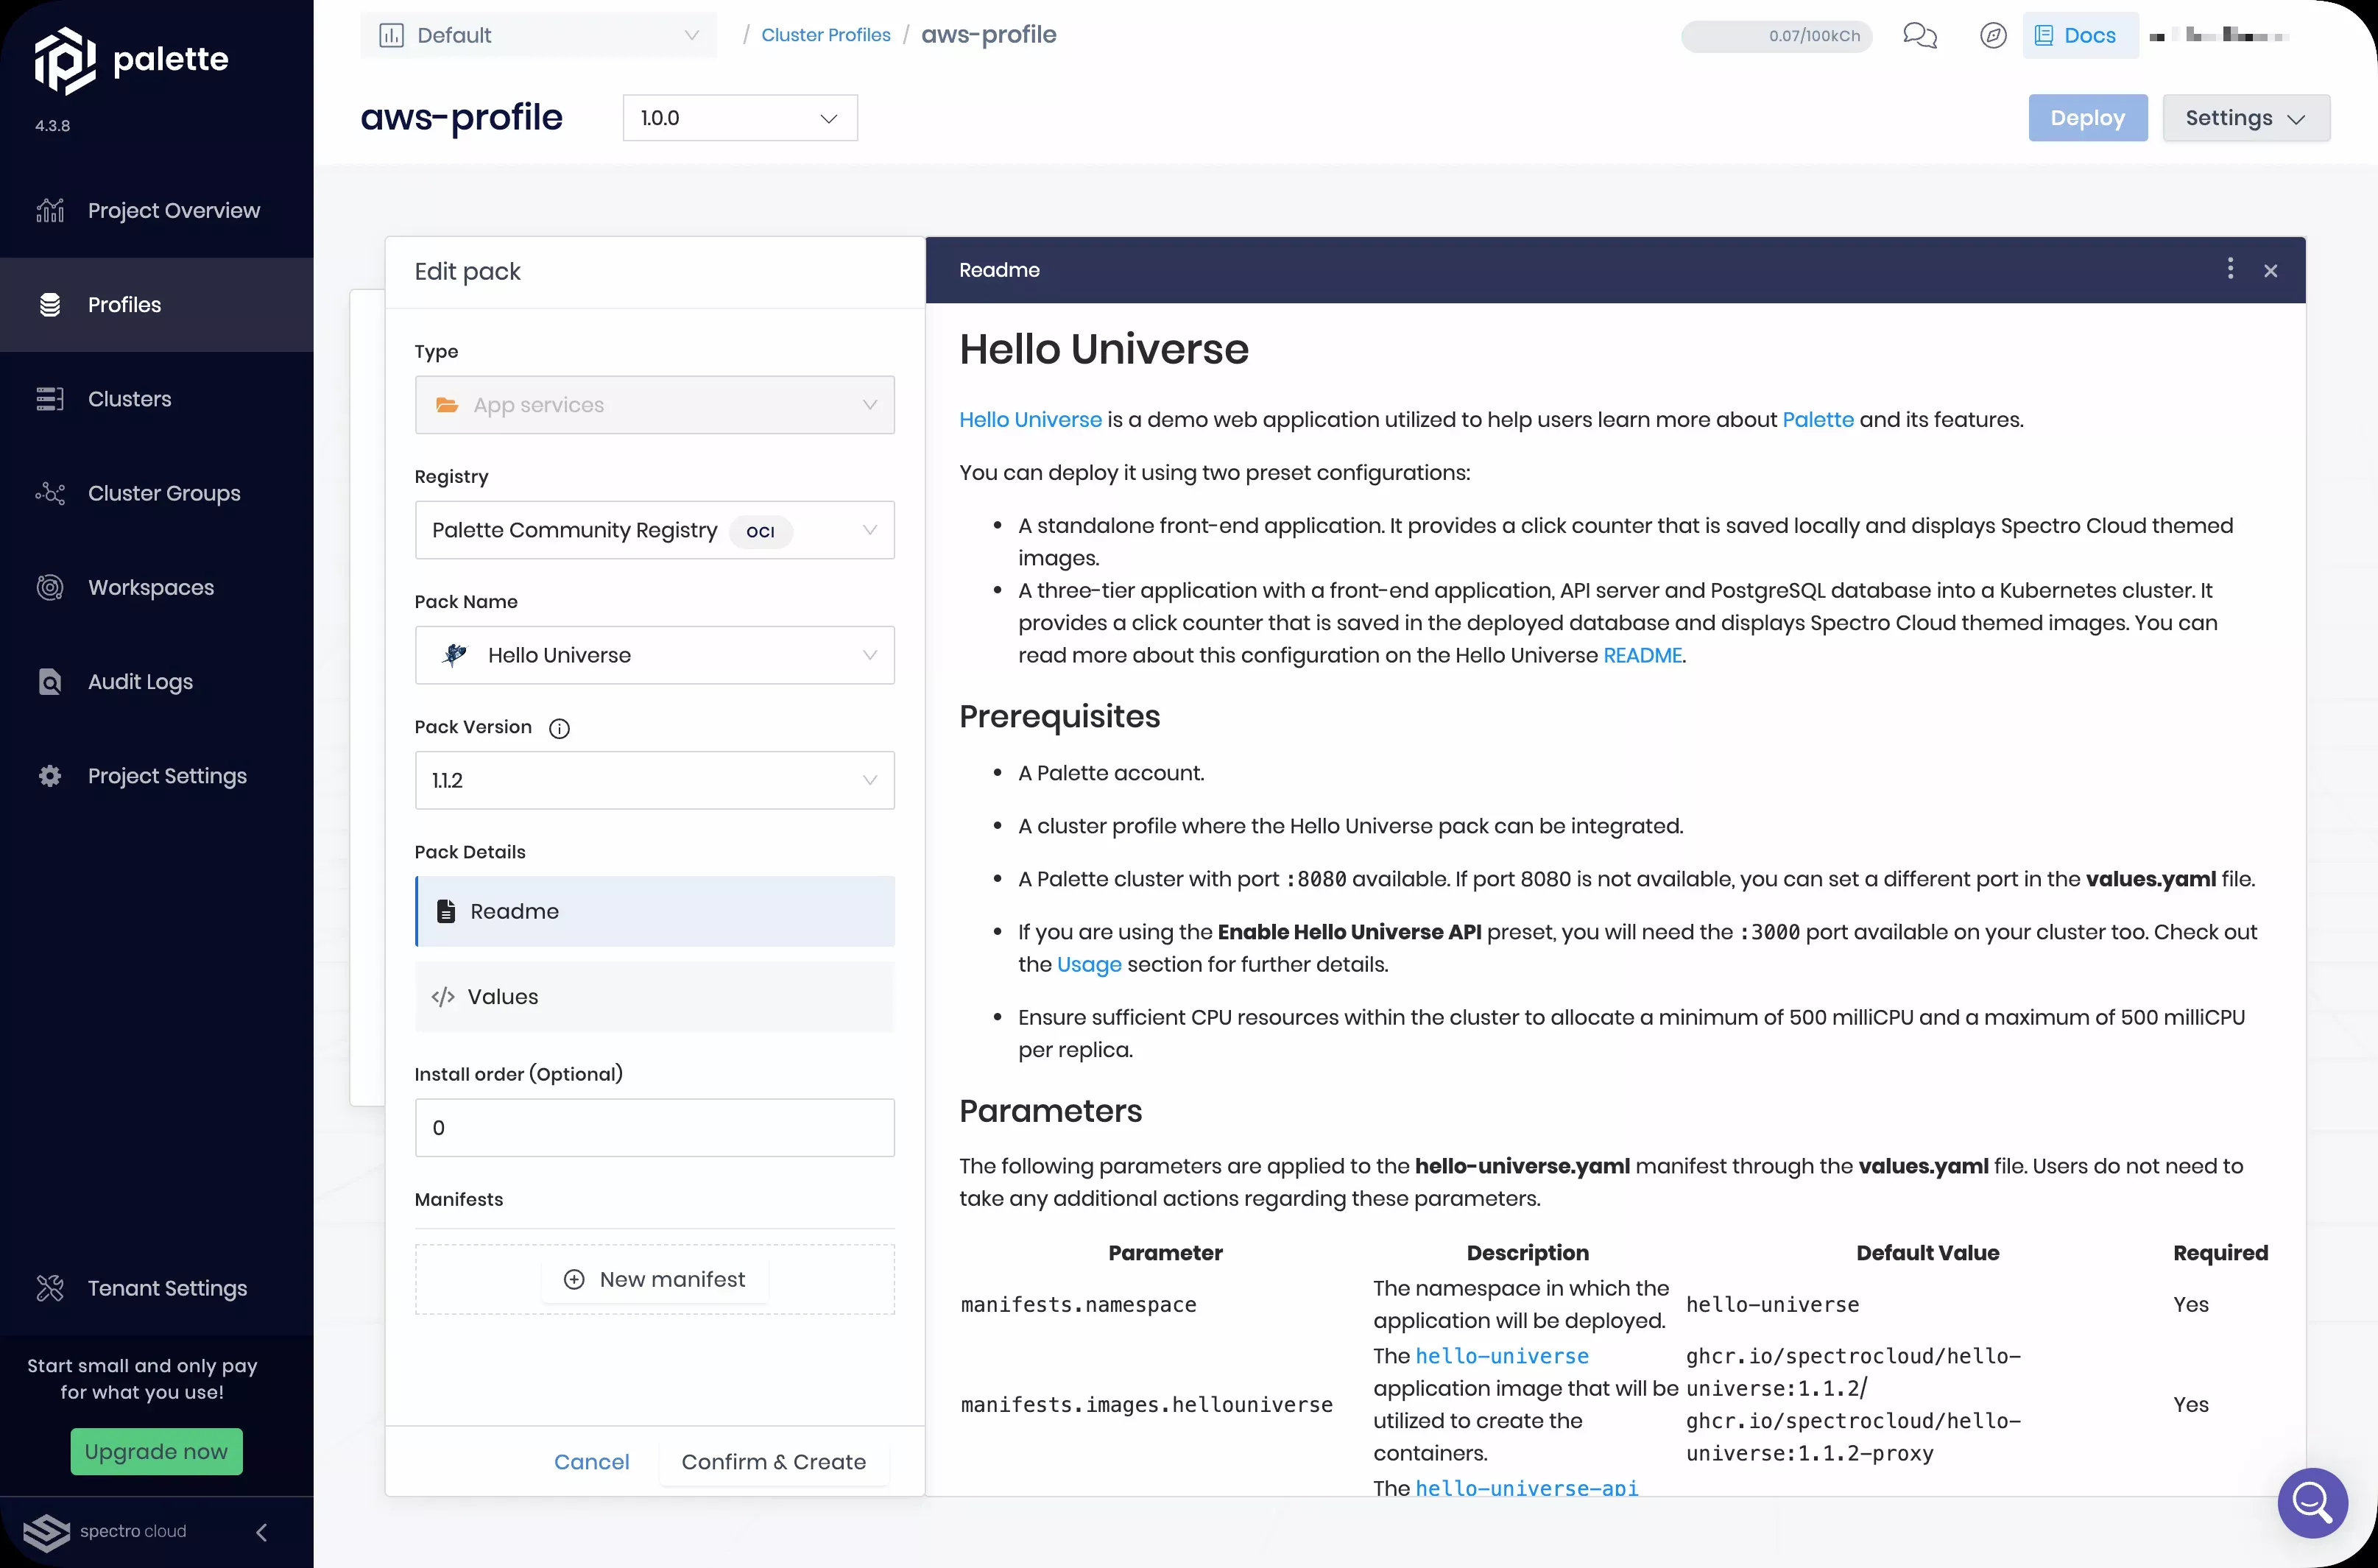 palette
4.3.8
Project Overview
Profiles
Clusters
Cluster Groups
Workspaces
Audit Logs
Project Settings
Tenant Settings
Start small and only pay
for what you use!
Upgrade now
spectro cloud
Default
/ Cluster Profiles / aws-profile
0.07/100kCh
Docs
aws-profile
1.0.0
Deploy
Settings
Edit pack
Type
App services
Registry
Palette Community Registry OCI
Pack Name
Hello Universe
Pack Version
1.1.2
Pack Details
Readme
</> Values
Install order (Optional)
0
Manifests
New manifest
Cancel
Confirm & Create
Readme
Hello Universe
Hello Universe is a demo web application utilized to help users learn more about Palette and its features.
You can deploy it using two preset configurations:
• A standalone front-end application. It provides a click counter that is saved locally and displays Spectro Cloud themed
images.
• A three-tier application with a front-end application, API server and PostgreSQL database into a Kubernetes cluster. It
provides a click counter that is saved in the deployed database and displays Spectro Cloud themed images. You can
read more about this configuration on the Hello Universe README.
Prerequisites
• A Palette account.
• A cluster profile where the Hello Universe pack can be integrated.
• A Palette cluster with port :8080 available. If port 8080 is not available, you can set a different port in the values.yaml file.
• If you are using the Enable Hello Universe API preset, you will need the :3000 port available on your cluster too. Check out
the Usage section for further details.
• Ensure sufficient CPU resources within the cluster to allocate a minimum of 500 milliCPU and a maximum of 500 milliCPU
per replica.
Parameters
The following parameters are applied to the hello-universe.yaml manifest through the values.yaml file. Users do not need to
take any additional actions regarding these parameters.
Parameter Description Default Value Required
manifests.namespace
The namespace in which the
application will be deployed.
hello-universe
Yes
manifests.images.hellouniverse
The hello-universe
application image that will be
utilized to create the
containers.
ghcr.io/spectrocloud/hello-
universe:1.1.2/
ghcr.io/spectrocloud/hello-
universe:1.1.2-proxy
Yes
The hello-universe-api